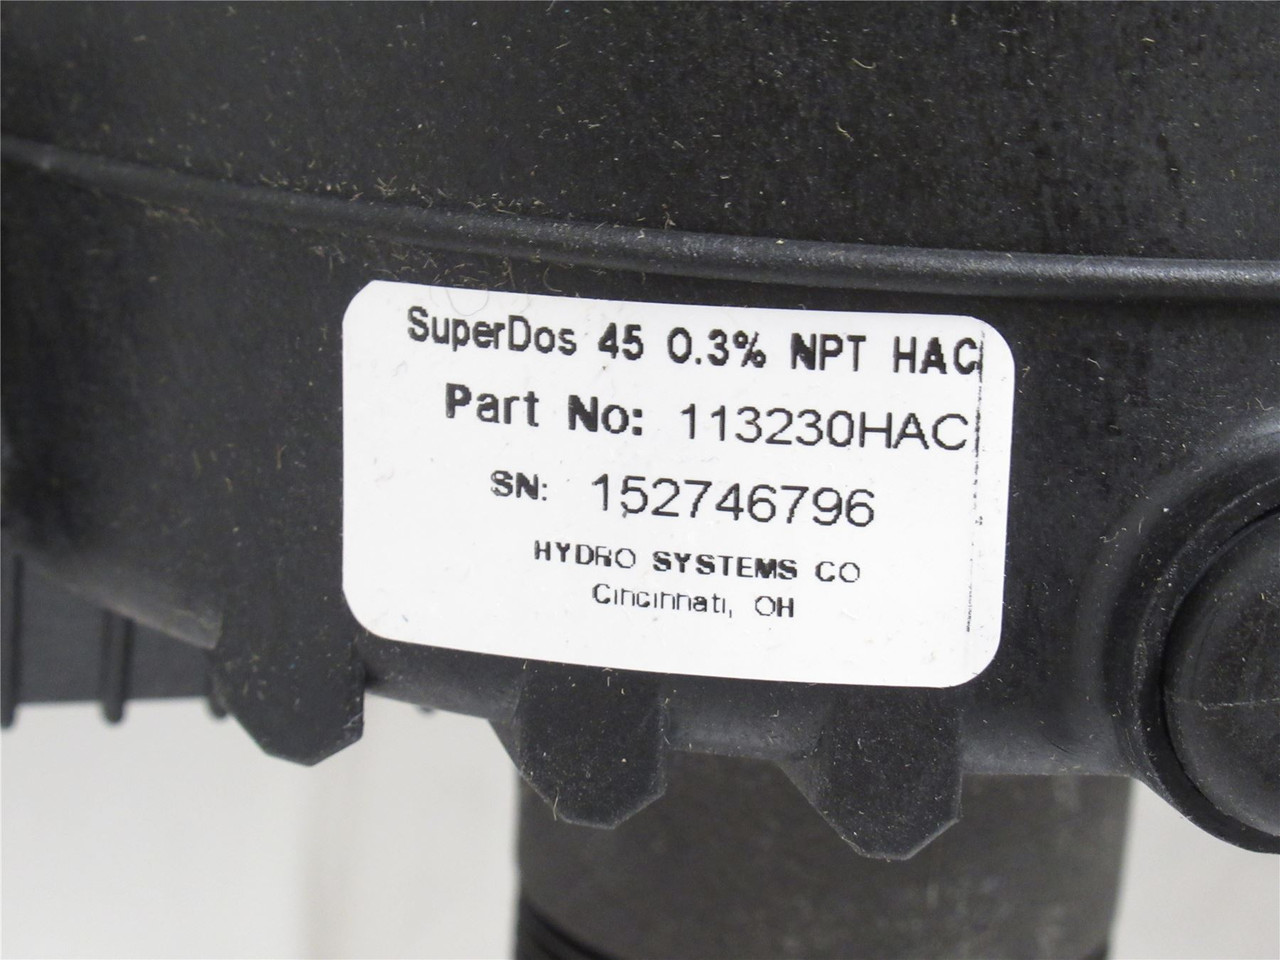 SuperDos 45 0.3% NPT HAC
Part No: 113230HAC
SN: 152746796
HYDRO SYSTEMS CO
Cincinnati, OH